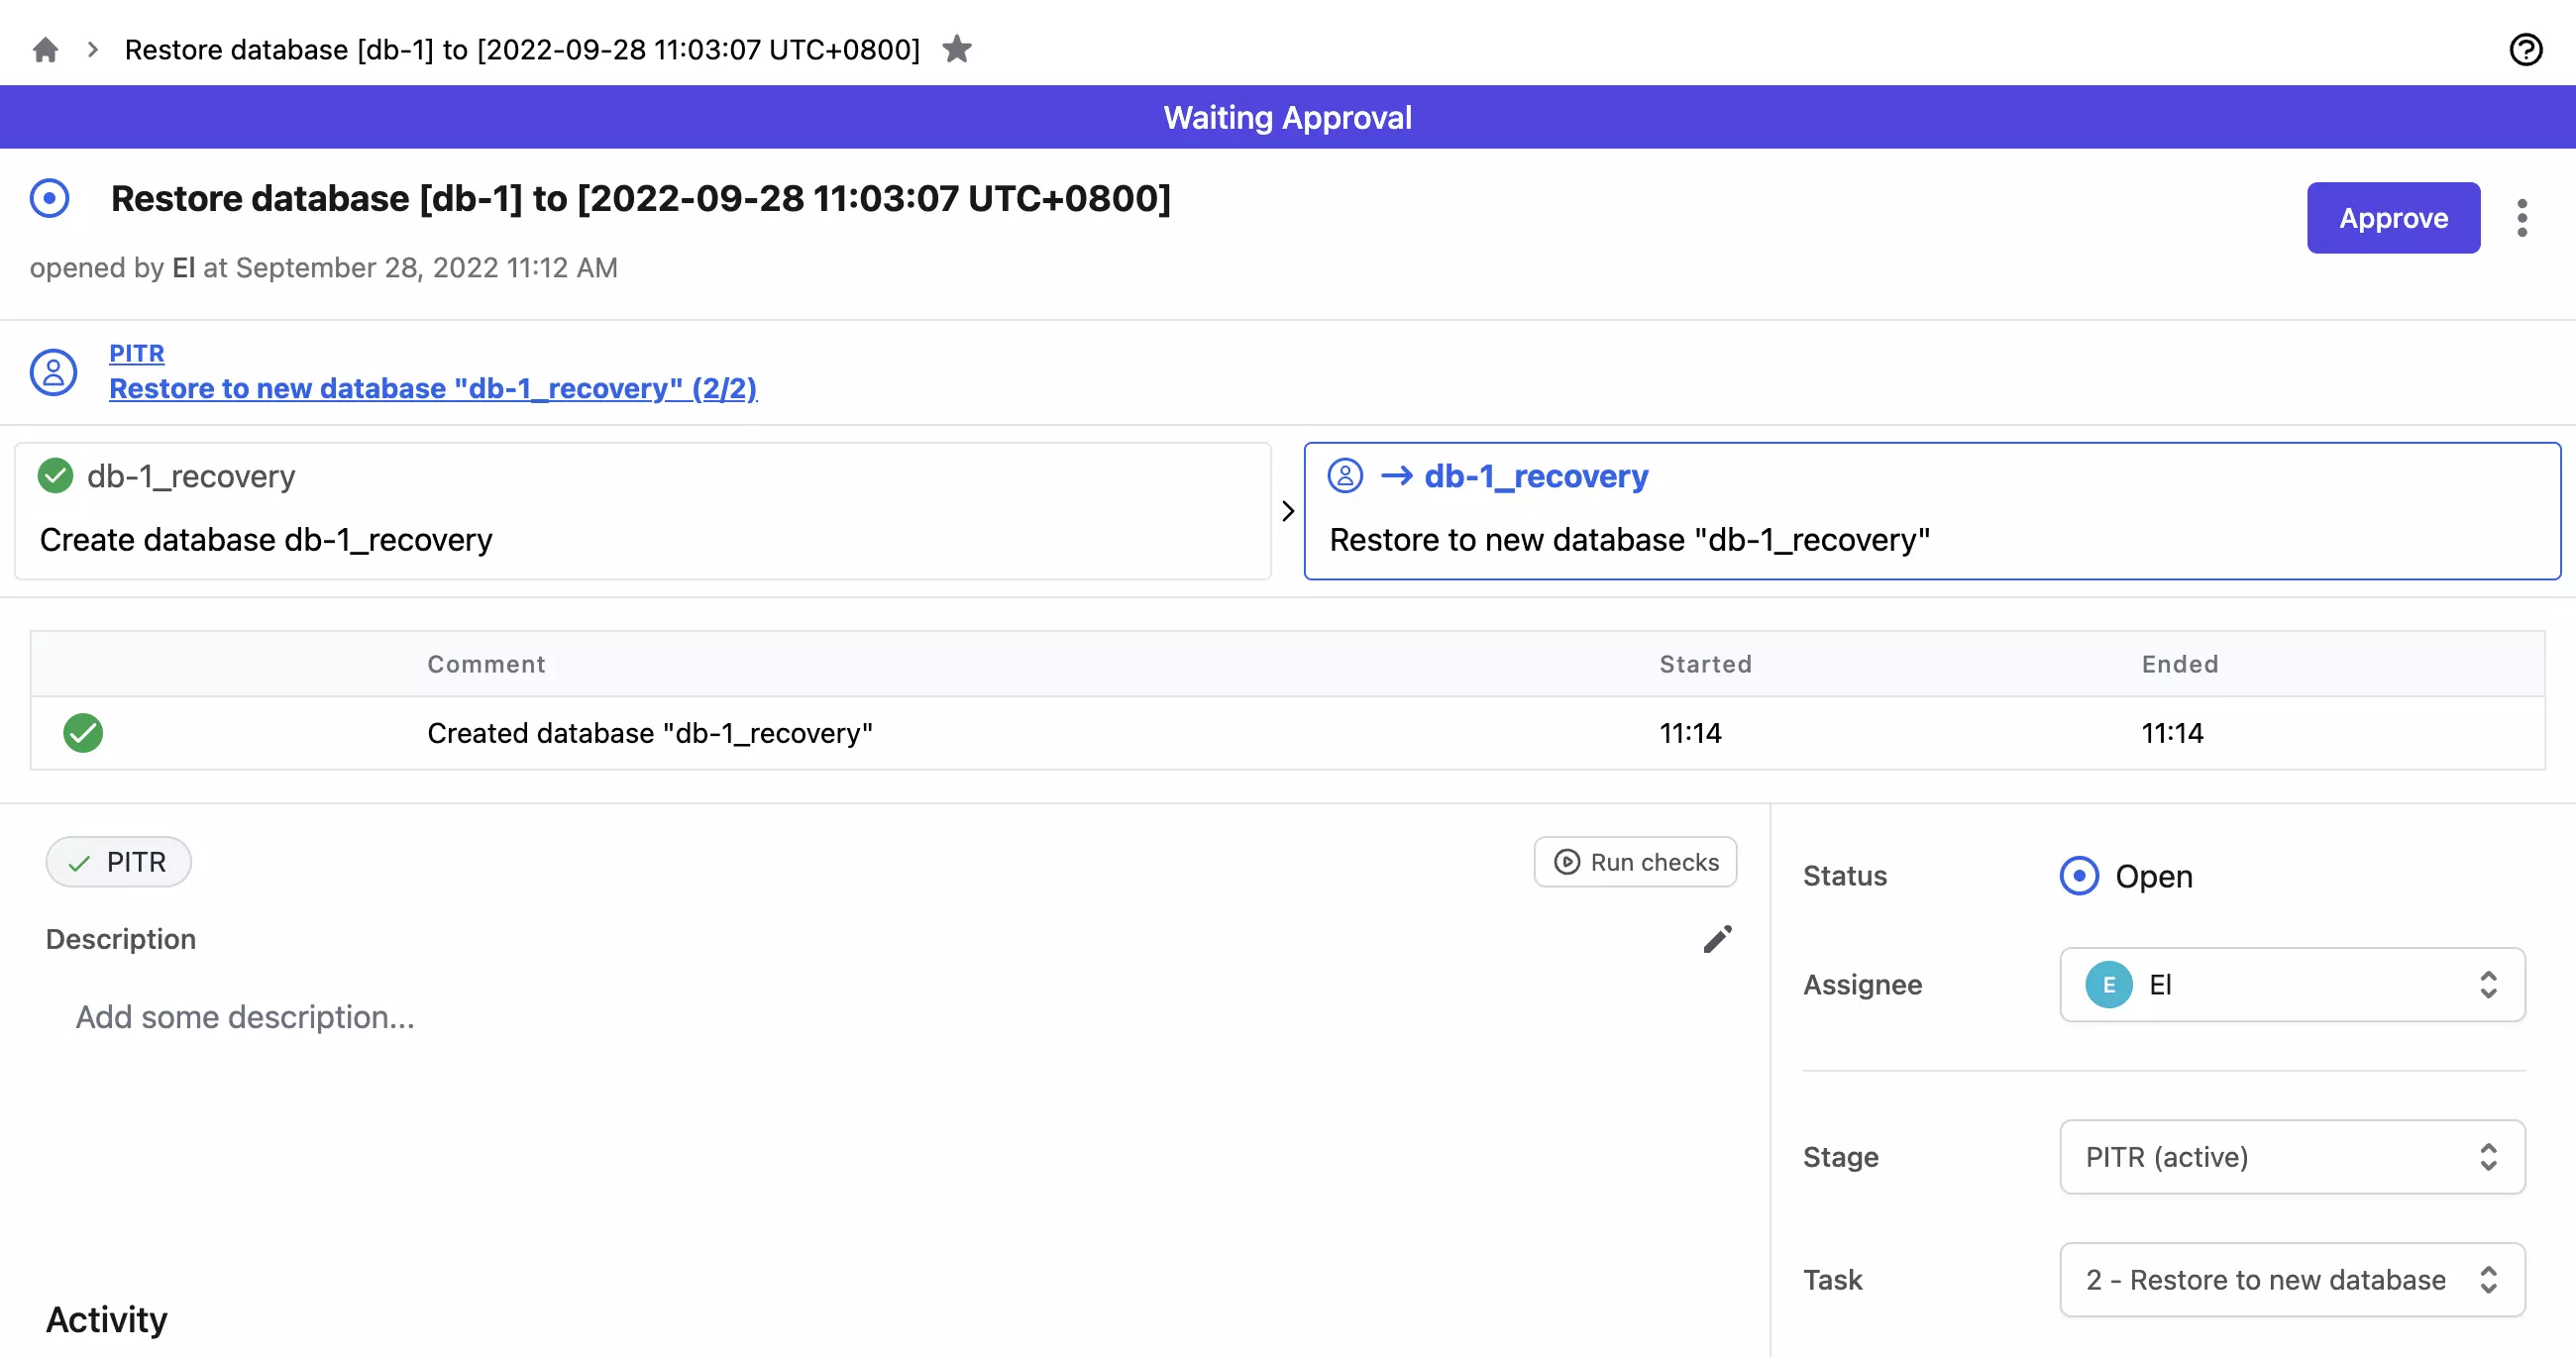 Restore database [db-1] to [2022-09-28 11:03:07 UTC+0800]
Waiting Approval
Restore database [db-1] to [2022-09-28 11:03:07 UTC+0800]
Approve
opened by El at September 28, 2022 11:12 AM
PITR
Restore to new database "db-1_recovery" (2/2)
db-1_recovery
Create database db-1_recovery
→ db-1_recovery
Restore to new database "db-1_recovery"
Comment Started Ended
Created database "db-1_recovery" 11:14 11:14
PITR
Run checks
Description
Add some description...
Activity
Status Open
Assignee E El
Stage PITR (active)
Task 2 - Restore to new database